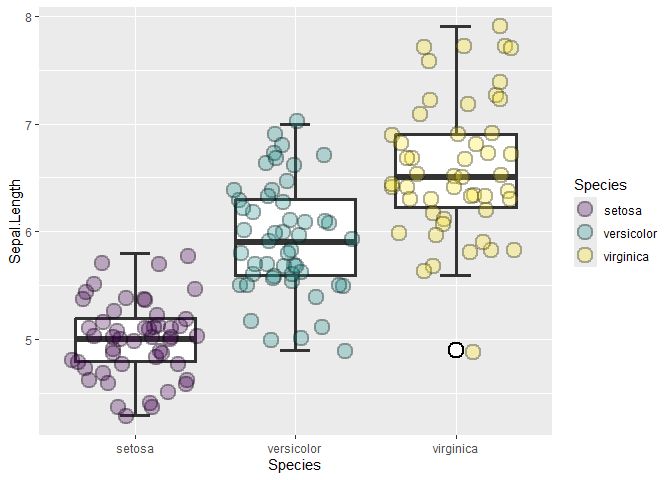 8
7
6
5
Sepal.Length
setosa
versicolor
virginica
Species
Species
setosa
versicolor
virginica